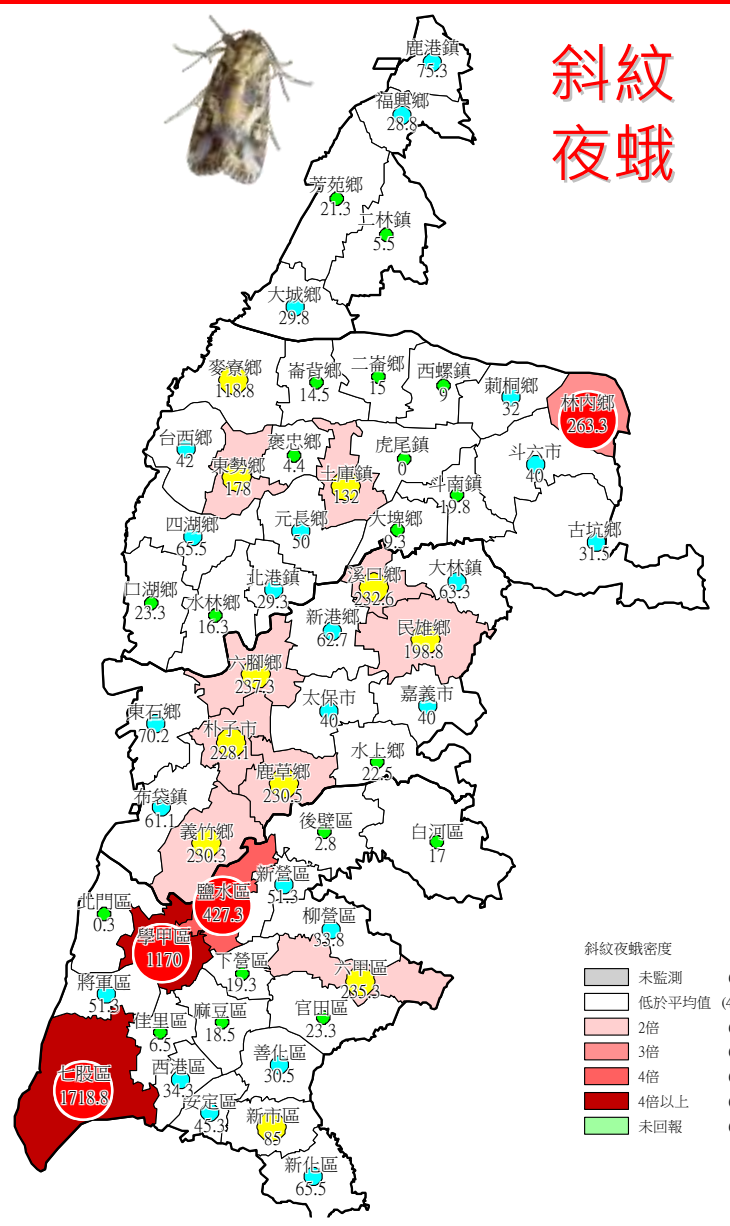 斜紋
夜蛾
鹿港鎮
75.3
福興鄉
28.8
芳苑鄉
21.3
二林鎮
5.5
大城鄉
29.8
麥寮鄉
118.8
崙背鄉
14.5
二崙鄉
15
西螺鎮
9
莿桐鄉
32
林內鄉
263.3
台西鄉
42
東勢鄉
178
褒忠鄉
4.4
土庫鎮
132
虎尾鎮
0
斗六市
40
斗南鎮
19.8
四湖鄉
65.5
元長鄉
50
大埤鄉
9.3
古坑鄉
31.5
口湖鄉
23.3
水林鄉
16.3
北港鎮
29.3
溪口鄉
232.6
大林鎮
63.3
新港鄉
62.7
民雄鄉
198.8
六腳鄉
237.3
太保市
40
嘉義市
40
東石鄉
70.2
朴子市
228.1
水上鄉
22.5
鹿草鄉
230.5
布袋鎮
61.1
義竹鄉
230.3
後壁區
2.8
白河區
17
鹽水區
427.3
新營區
51.3
北門區
0.3
學甲區
1170
柳營區
33.8
下營區
19.3
六甲區
235.3
將軍區
51.3
佳里區
6.5
麻豆區
18.5
官田區
23.3
七股區
1718.8
西港區
34.3
善化區
30.5
安定區
45.3
新市區
85
新化區
65.5
斜紋夜蛾密度
未監測 (
低於平均值 (4
2倍 (
3倍 (
4倍 (
4倍以上 (
未回報 (